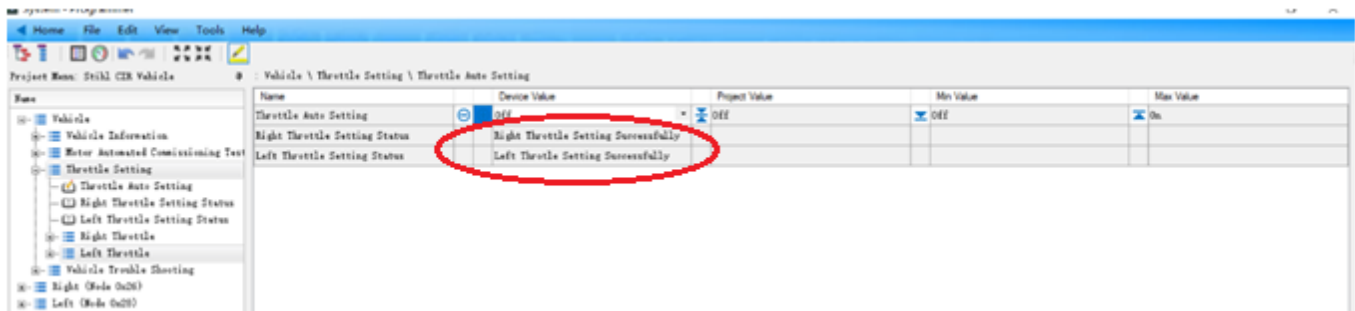 System - Programmer
Home File Edit View Tools Help
Project Menu: Stihl CZR Vehicle : Vehicle \ Throttle Setting \ Throttle Auto Setting
Name Name Device Value Project Value Min Value Max Value
Vehicle Throttle Auto Setting Off Off Off On
Vehicle Information Right Throttle Setting Status Right Throttle Setting Successfully
Motor Automated Commissioning Test Left Throttle Setting Status Left Throtle Setting Successfully
Throttle Setting
Throttle Auto Setting
Right Throttle Setting Status
Left Throttle Setting Status
Right Throttle
Left Throttle
Vehicle Trouble Shooting
Right (Node 0x26)
Left (Node 0x28)